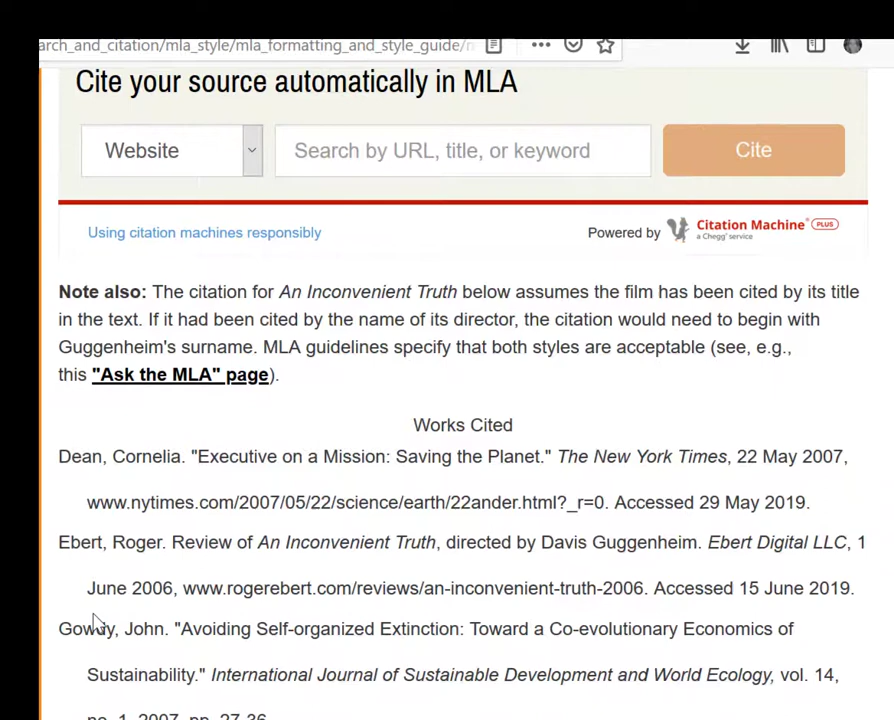 arch_and_citation/mla_style/mla_formatting_and_style_guide/
Cite your source automatically in MLA
Website Search by URL, title, or keyword Cite
Using citation machines responsibly Powered by Citation Machine® PLUS
a Chegg® service
Note also: The citation for An Inconvenient Truth below assumes the film has been cited by its title
in the text. If it had been cited by the name of its director, the citation would need to begin with
Guggenheim's surname. MLA guidelines specify that both styles are acceptable (see, e.g.,
this "Ask the MLA" page).
Works Cited
Dean, Cornelia. "Executive on a Mission: Saving the Planet." The New York Times, 22 May 2007,
www.nytimes.com/2007/05/22/science/earth/22ander.html?_r=0. Accessed 29 May 2019.
Ebert, Roger. Review of An Inconvenient Truth, directed by Davis Guggenheim. Ebert Digital LLC, 1
June 2006, www.rogerebert.com/reviews/an-inconvenient-truth-2006. Accessed 15 June 2019.
Gowdy, John. "Avoiding Self-organized Extinction: Toward a Co-evolutionary Economics of
Sustainability." International Journal of Sustainable Development and World Ecology, vol. 14,
no. 1, 2007, pp. 27-36.